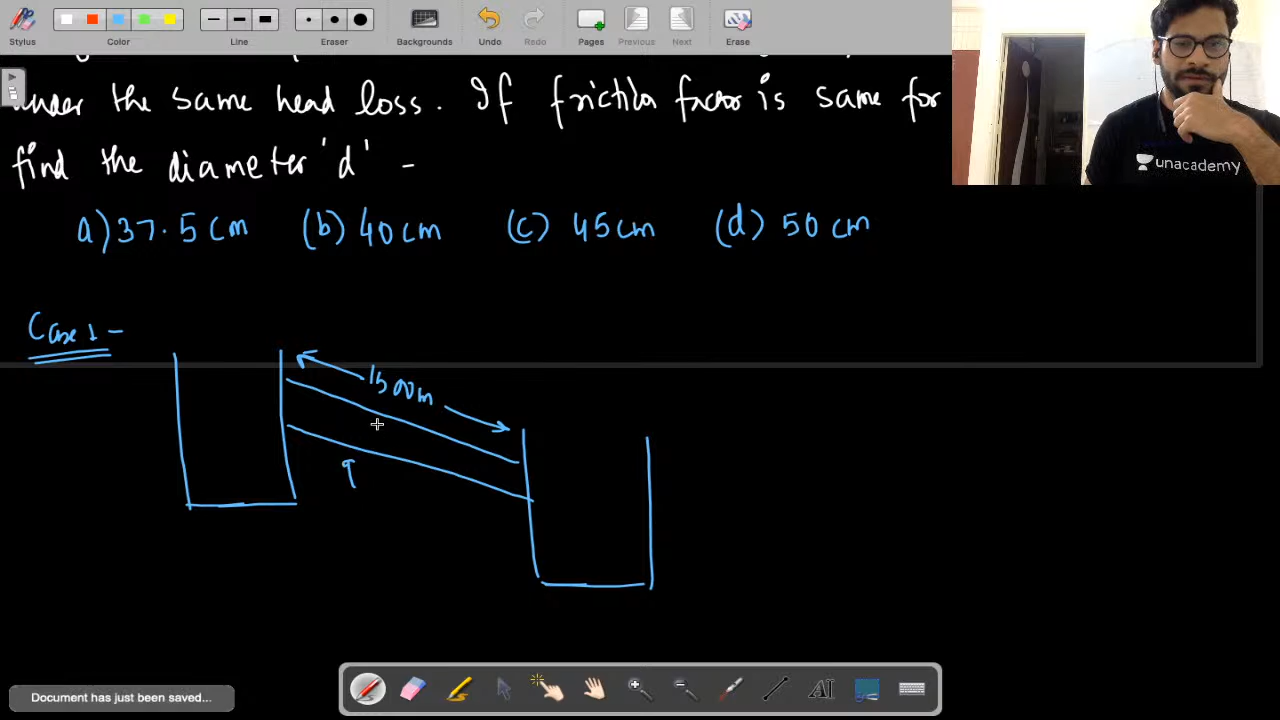 Stylus Color Line Eraser Backgrounds Undo Redo Pages Previous Next Erase
under the same head loss. If friction factor is same for
find the diameter 'd' -
a) 37.5 cm (b) 40 cm (c) 45 cm (d) 50 cm
Case 1 -
1500m
q
unacademy
Document has just been saved...